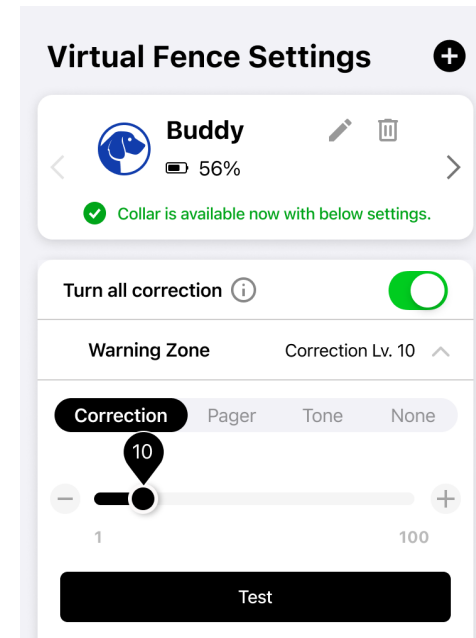 Virtual Fence Settings
Buddy
56%
Collar is available now with below settings.
Turn all correction
Warning Zone Correction Lv. 10
Correction Pager Tone None
10
1 100
Test